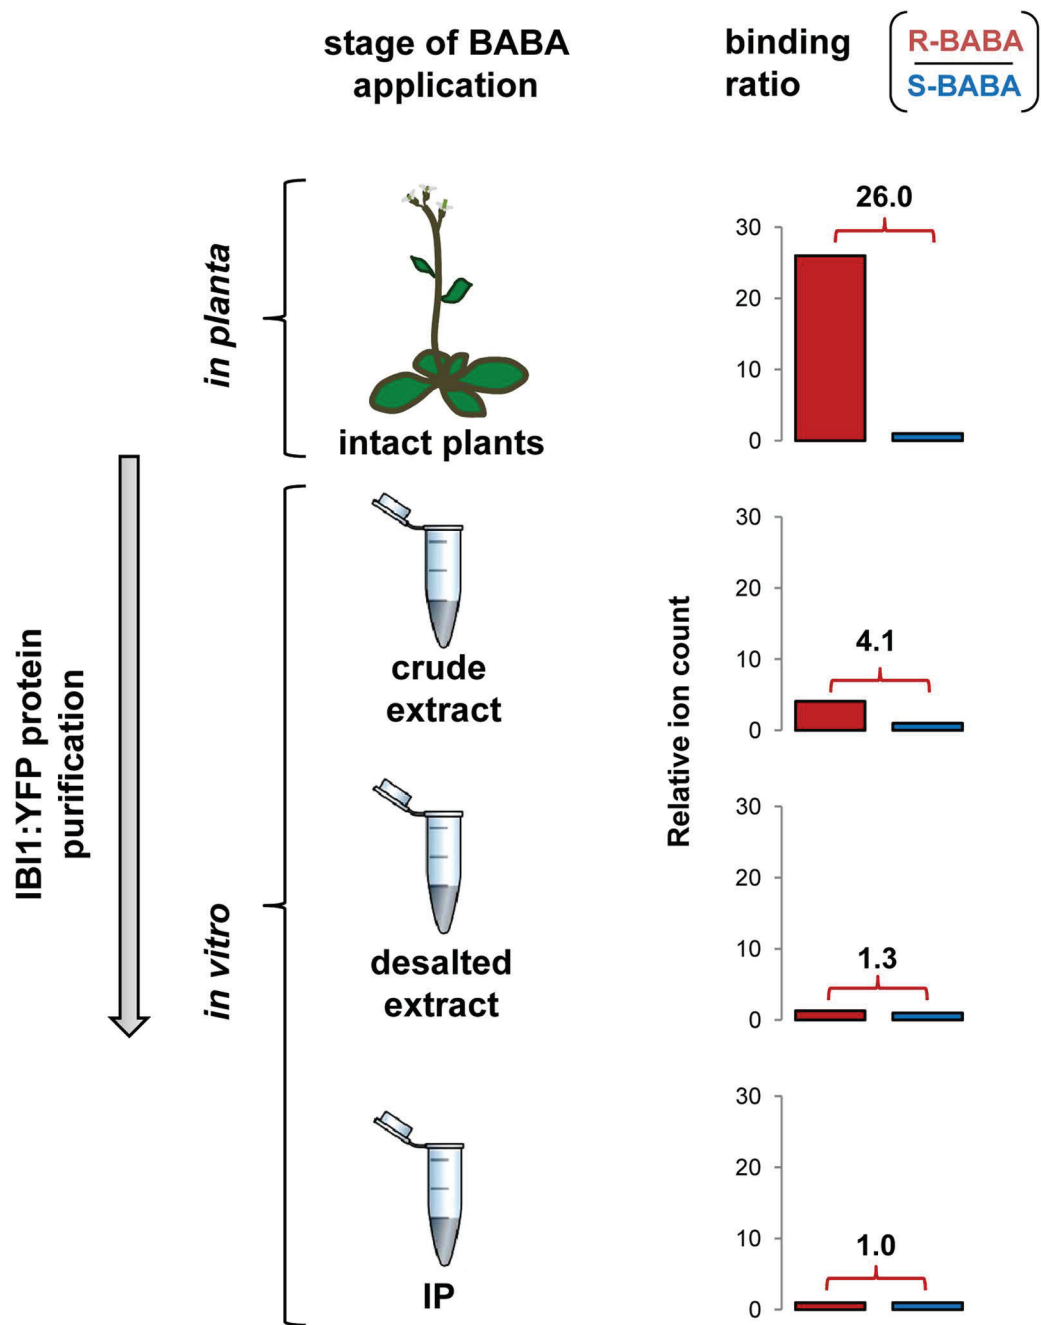 stage of BABA
application
binding
ratio
R-BABA
S-BABA
in planta
intact plants
26.0
30
20
10
0
IBI1:YFP protein
purification
in vitro
crude
extract
Relative ion count
30
20
10
0
4.1
desalted
extract
30
20
10
0
1.3
IP
30
20
10
0
1.0